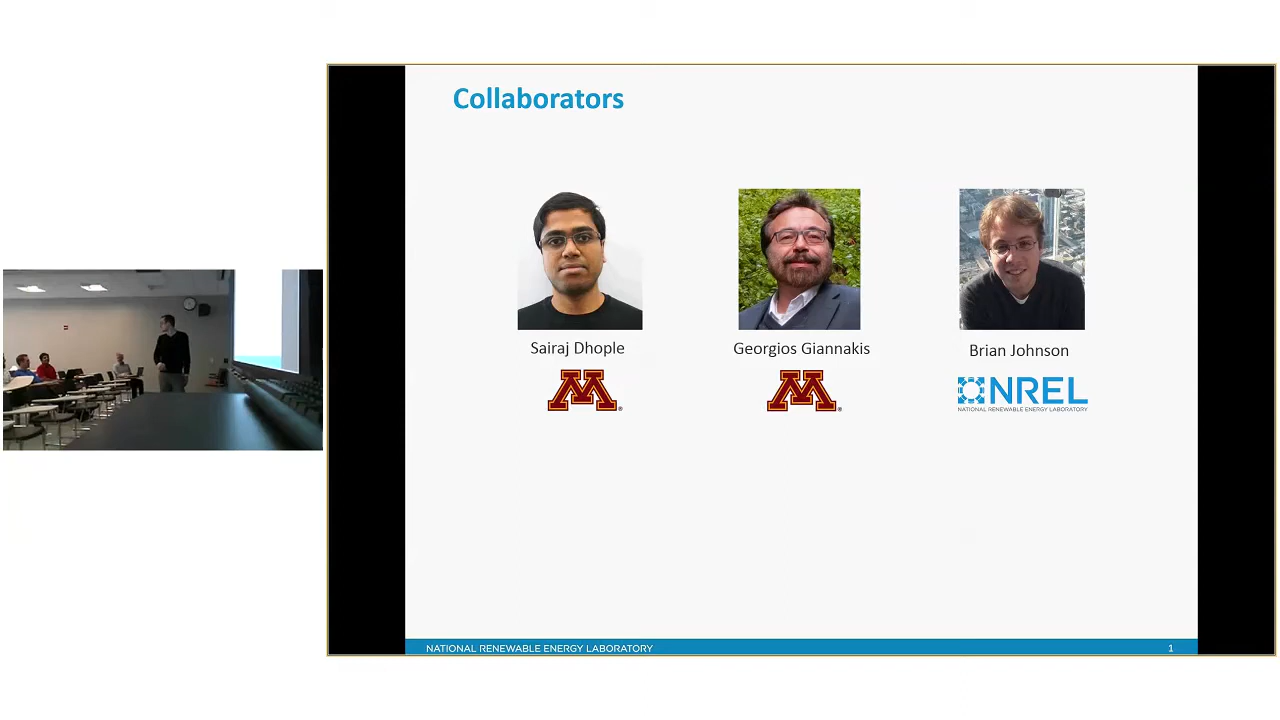 Collaborators
Sairaj Dhople
Georgios Giannakis
Brian Johnson
M
M
NREL
NATIONAL RENEWABLE ENERGY LABORATORY
NATIONAL RENEWABLE ENERGY LABORATORY
1